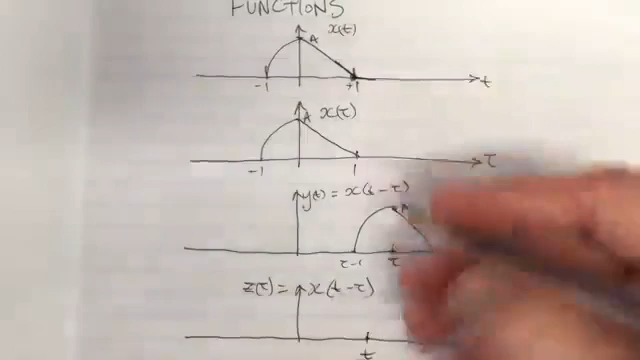 FUNCTIONS
A x(t)
-1 +1 t
A x(τ)
-1 1 τ
y(t) = x(t-τ)
A
τ-1 τ
z(τ) = x(t-τ)
t